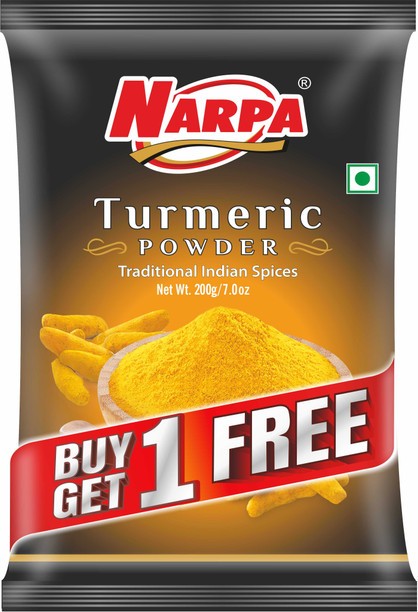 NARPA®
Turmeric
POWDER
Traditional Indian Spices
Net Wt. 200g/7.0oz
BUY 1 FREE
GET